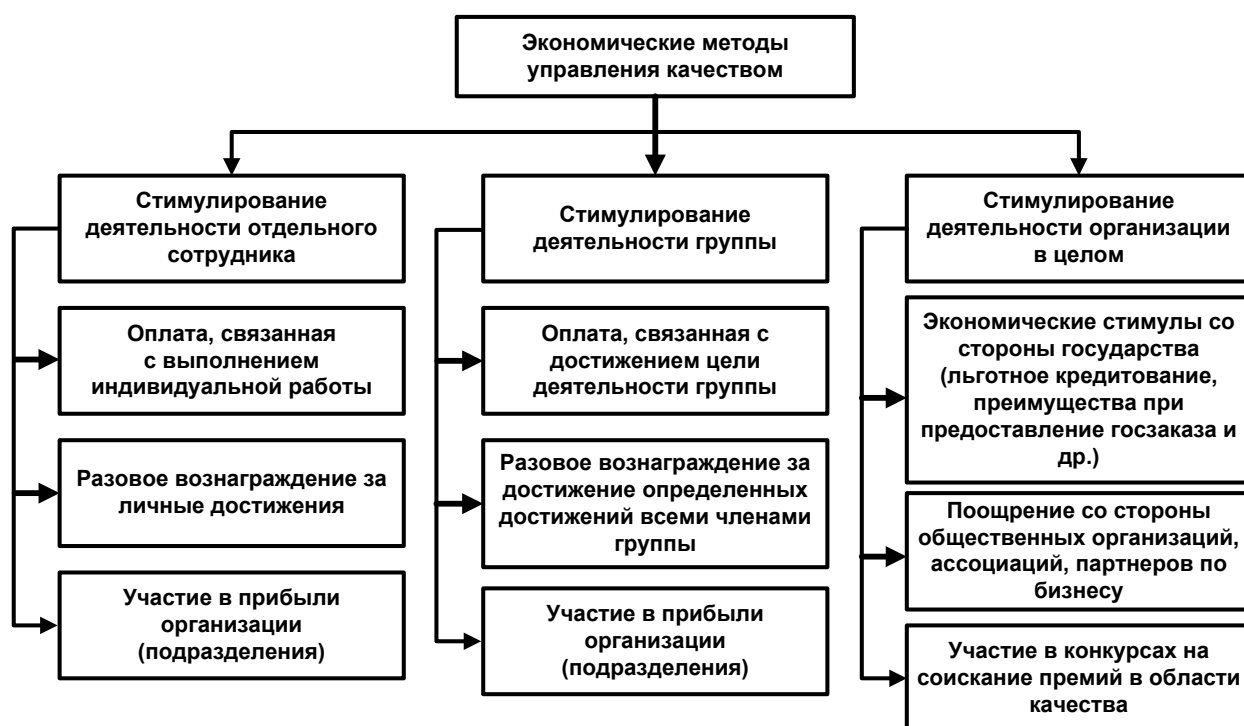 Экономические методы
управления качеством
Стимулирование
деятельности отдельного
сотрудника
Оплата, связанная
с выполнением
индивидуальной работы
Разовое вознаграждение за
личные достижения
Участие в прибыли
организации
(подразделения)
Стимулирование
деятельности группы
Оплата, связанная с
достижением цели
деятельности группы
Разовое вознаграждение за
достижение определенных
достижений всеми членами
группы
Участие в прибыли
организации
(подразделения)
Стимулирование
деятельности организации
в целом
Экономические стимулы со
стороны государства
(льготное кредитование,
преимущества при
предоставление госзаказа и
др.)
Поощрение со стороны
общественных организаций,
ассоциаций, партнеров по
бизнесу
Участие в конкурсах на
соискание премий в области
качества